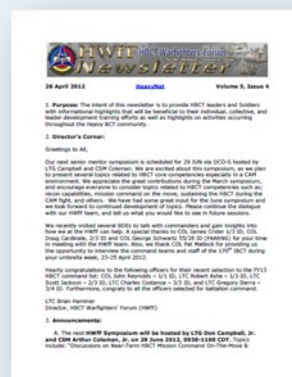 HWfF HBCT Warfighters' Forum
Newsletter
26 April 2012 HeavyNet Volume 5, Issue 4
1. Purpose: The intent of this newsletter is to provide HBCT leaders and Soldiers
with informational highlights that will be beneficial to their individual, collective, and
leader development training efforts as well as highlights on activities occurring
throughout the Heavy BCT community.
2. Director's Corner:
Greetings to All,
Our next senior mentor symposium is scheduled for 29 JUN via DCO-S hosted by
LTG Campbell and CSM Coleman. We are excited about this symposium, as we plan
to present several topics related to HBCT core competencies especially in a CAM
environment. We appreciate the great contributions during the March symposium,
and encourage everyone to consider topics related to HBCT competencies such as;
recon capabilities, mission command on the move, sustaining the HBCT during the
CAM fight, and others. We have had some great input for the June symposium and
we look forward to continued development of topics. Please continue the dialogue
with our HWfF team, and tell us what you would like to see in future sessions.
We recently visited several BCTs to talk with commanders and gain insights into
how we at the HWfF can help. A special thanks to COL James Crider 1/3 ID, COL
Doug Cardinale, 2/3 ID and COL George Schwartz 55/28 ID (PAARNG) for your time
in meeting with the HWfF team. Also, we thank COL Pat Matlock for providing us
the opportunity to interview the command teams and staff of the 170th IBCT during
your umbrella week, 23-25 April 2012.
Hearty congratulations to the following officers for their recent selection to the FY13
HBCT command list: COL John Reynolds – 1/1 ID, LTC Robert Ashe – 1/3 ID, LTC
Scott Jackson – 2/3 ID, LTC Charles Costanza – 3/3 ID, and LTC Gregory Sierra –
3/4 ID. Furthermore, congrats to all the officers selected for battalion command.
LTC Brian Hammer
Director, HBCT Warfighters' Forum (HWfF)
3. Announcements:
A. The next HWfF Symposium will be hosted by LTG Don Campbell, Jr.
and CSM Arthur Coleman, Jr. on 29 June 2012, 0930-1100 CDT. Topics
include: "Discussions on Near-Term HBCT Mission Command On-The-Move &